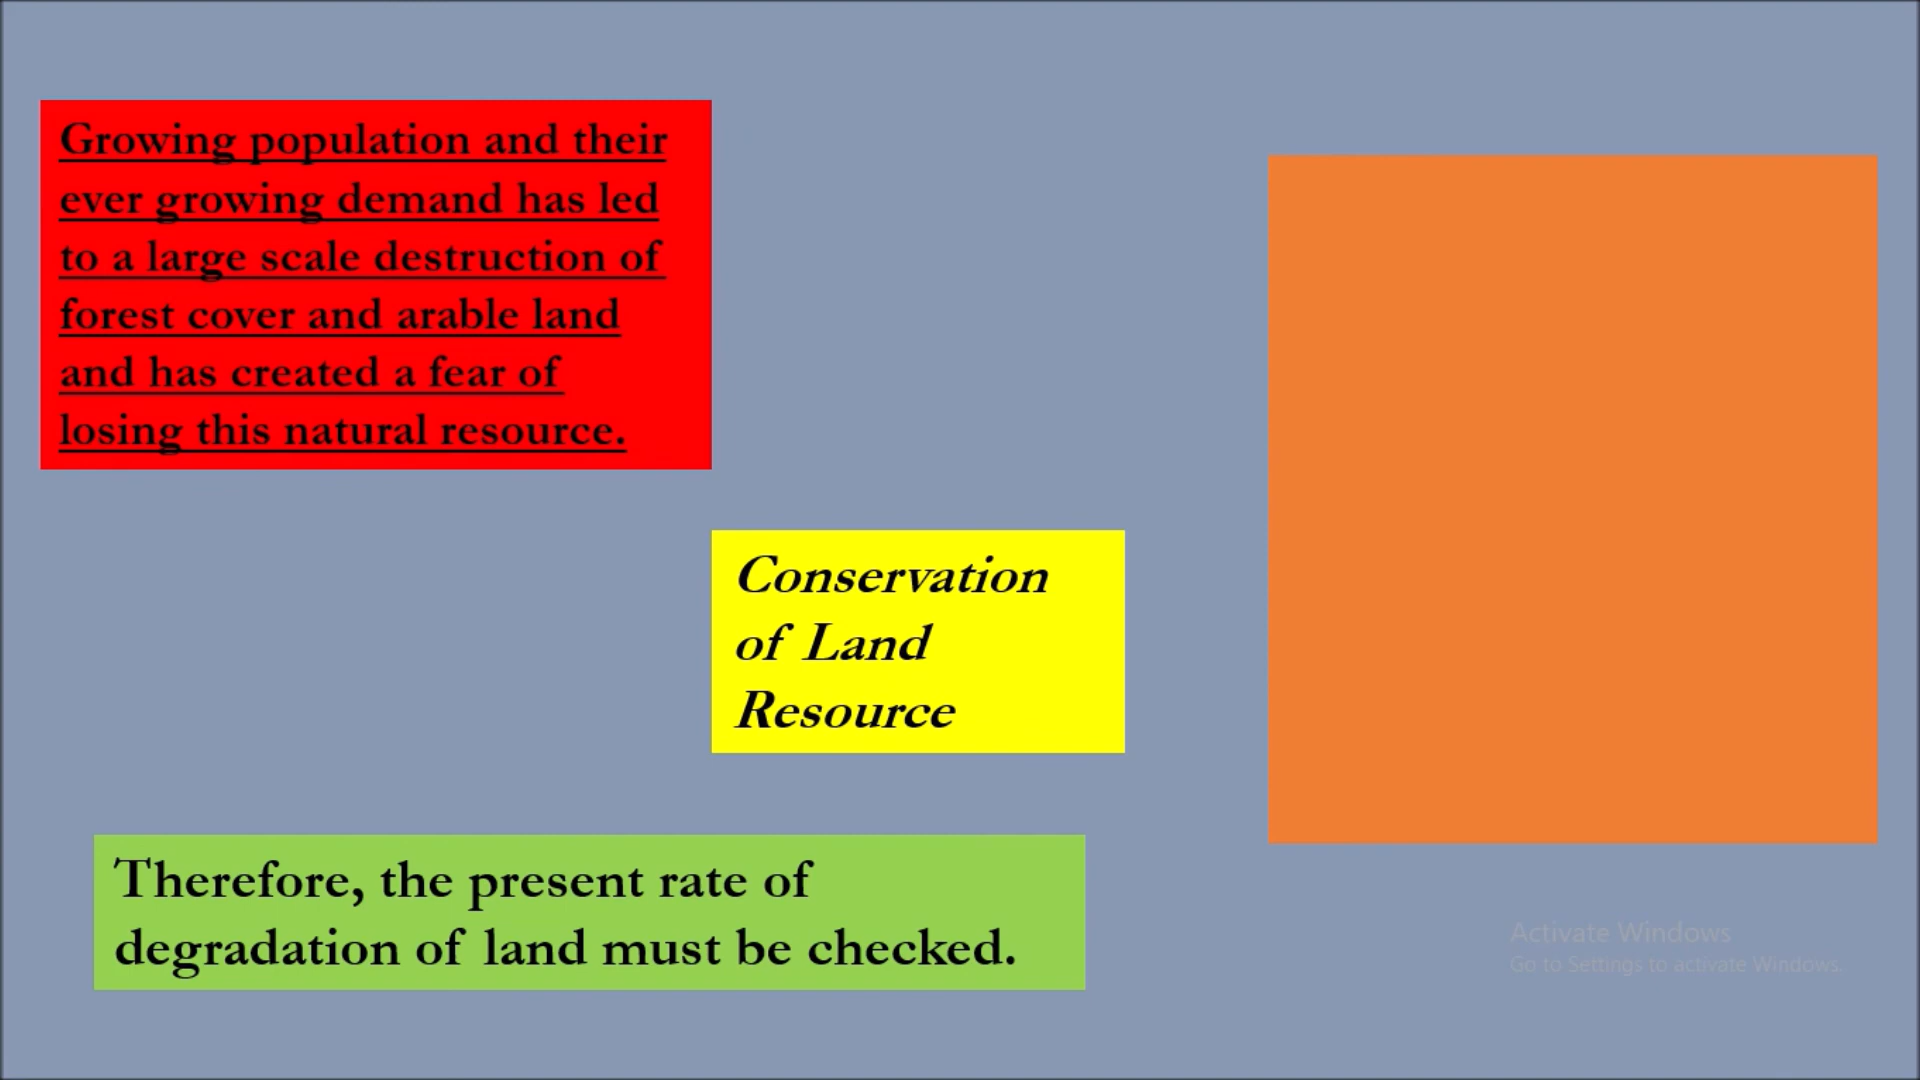 Growing population and their
ever growing demand has led
to a large scale destruction of
forest cover and arable land
and has created a fear of
losing this natural resource.
Conservation
of Land
Resource
Therefore, the present rate of
degradation of land must be checked.
Activate Windows
Go to Settings to activate Windows.